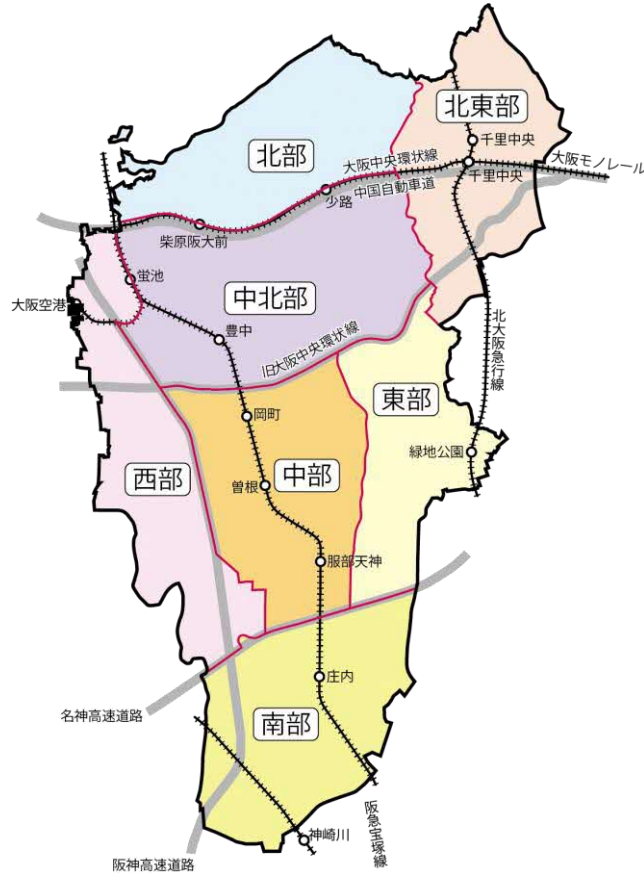 北東部
千里中央
北部
大阪中央環状線
大阪モノレール
千里中央
中国自動車道
少路
柴原阪大前
蛍池
大阪空港
中北部
豊中
旧大阪中央環状線
北大阪急行線
東部
岡町
緑地公園
西部
中部
曽根
服部天神
庄内
名神高速道路
南部
神崎川
阪急宝塚線
阪神高速道路